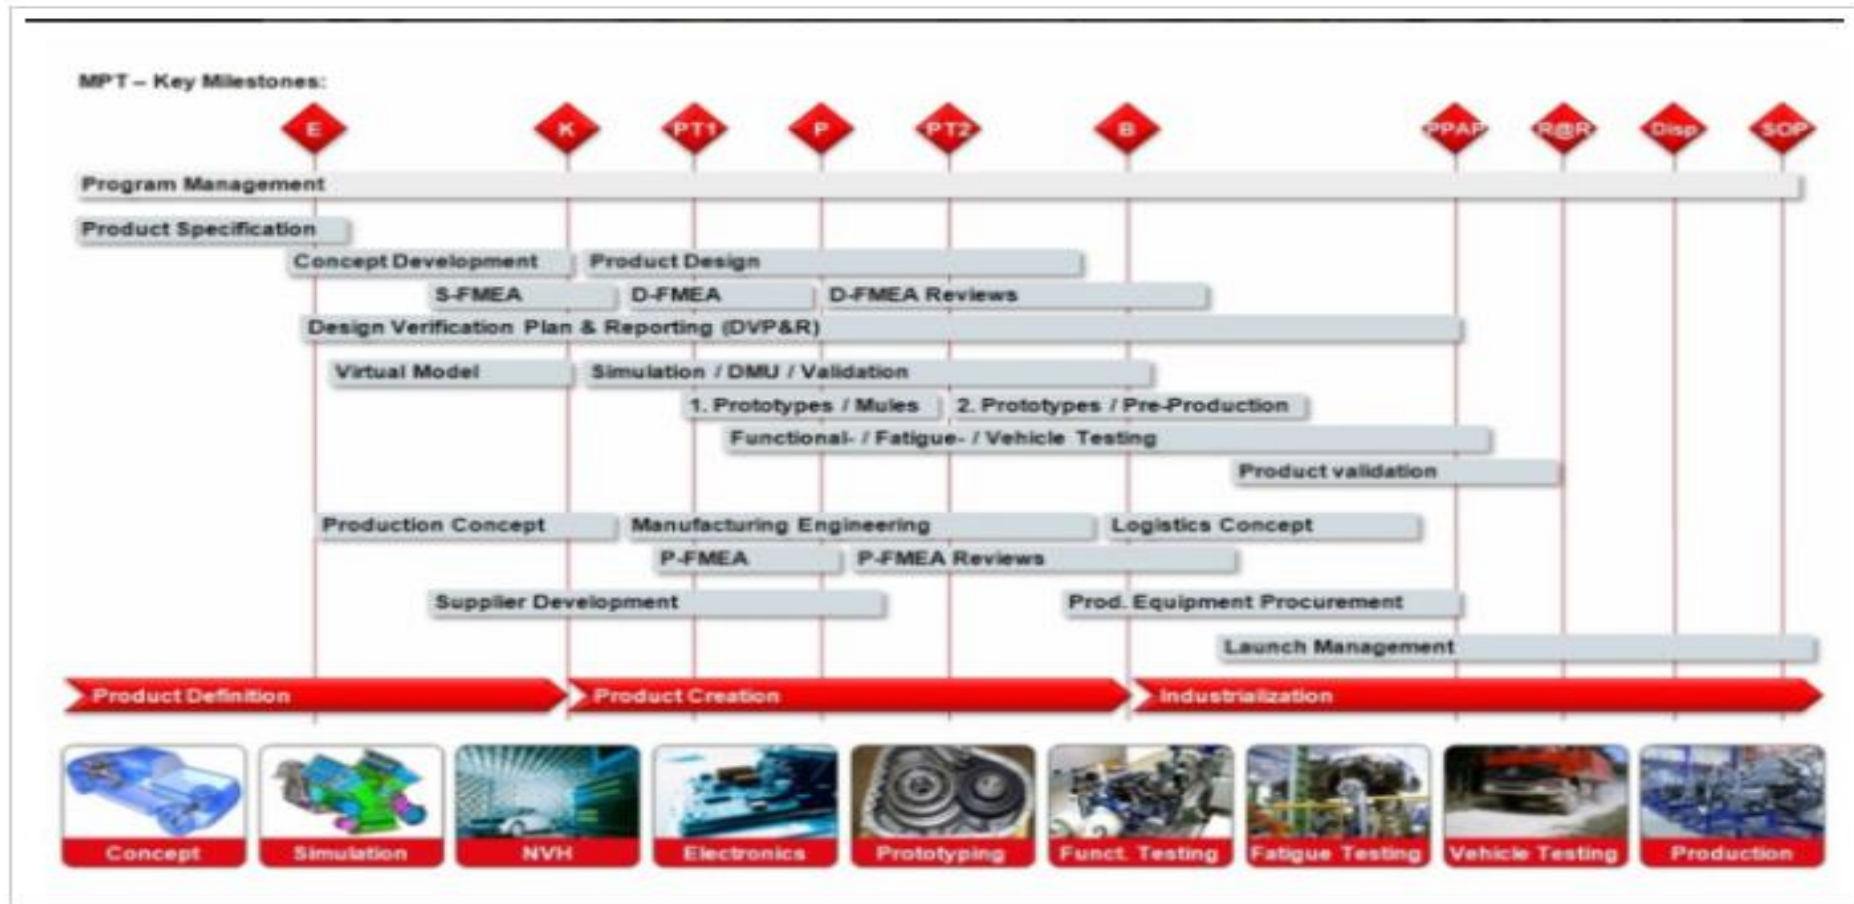 MPT – Key Milestones:
E K PT1 P PT2 B PPAP R@R Disp SOP
Program Management
Product Specification
Concept Development Product Design
S-FMEA D-FMEA D-FMEA Reviews
Design Verification Plan & Reporting (DVP&R)
Virtual Model Simulation / DMU / Validation
1. Prototypes / Mules 2. Prototypes / Pre-Production
Functional- / Fatigue- / Vehicle Testing
Product validation
Production Concept Manufacturing Engineering Logistics Concept
P-FMEA P-FMEA Reviews
Supplier Development Prod. Equipment Procurement
Launch Management
Product Definition Product Creation Industrialization
Concept Simulation NVH Electronics Prototyping Funct. Testing Fatigue Testing Vehicle Testing Production